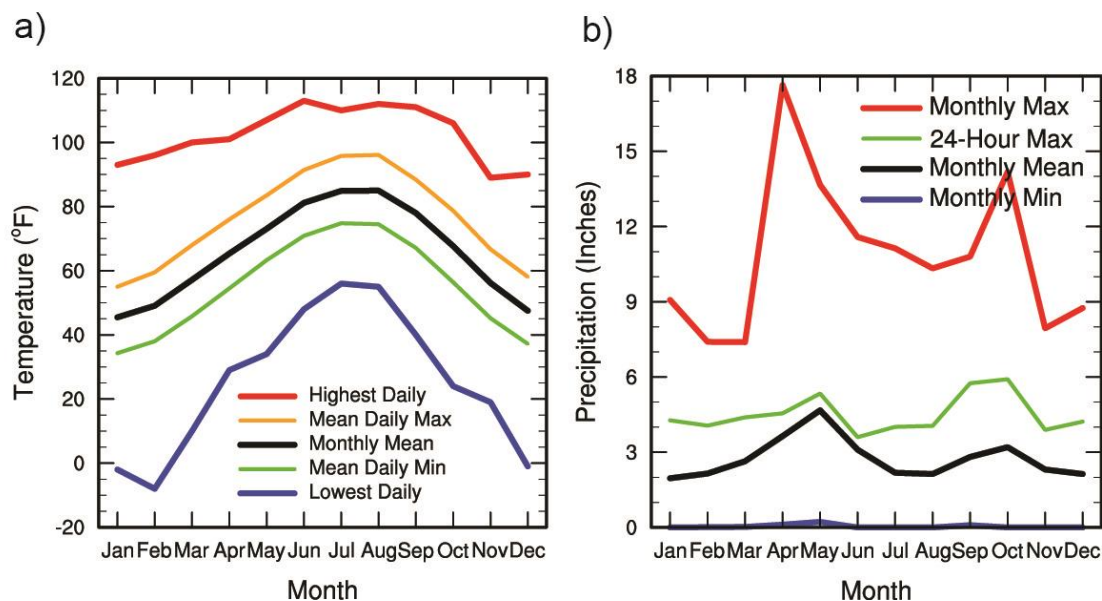 a)
120
100
80
60
40
20
0
-20
Temperature (°F)
Highest Daily
Mean Daily Max
Monthly Mean
Mean Daily Min
Lowest Daily
Jan Feb Mar Apr May Jun Jul Aug Sep Oct Nov Dec
Month
b)
18
15
12
9
6
3
0
Precipitation (Inches)
Monthly Max
24-Hour Max
Monthly Mean
Monthly Min
Jan Feb Mar Apr May Jun Jul Aug Sep Oct Nov Dec
Month